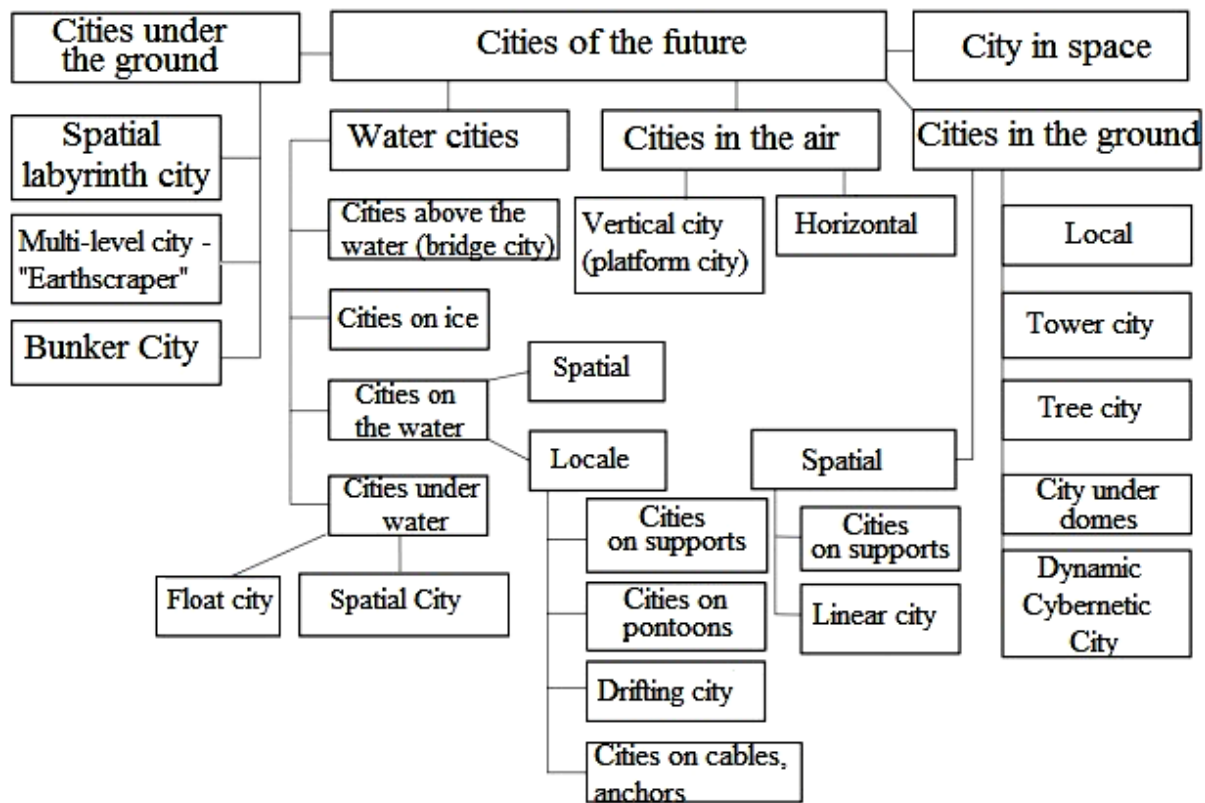 Cities under
the ground
Cities of the future
City in space
Spatial
labyrinth city
Multi-level city -
"Earthscraper"
Bunker City
Water cities
Cities above the
water (bridge city)
Cities on ice
Cities on
the water
Cities under
water
Float city
Spatial City
Spatial
Locale
Cities
on supports
Cities on
pontoons
Drifting city
Cities on cables,
anchors
Cities in the air
Vertical city
(platform city)
Horizontal
Cities in the ground
Spatial
Cities
on supports
Linear city
Local
Tower city
Tree city
City under
domes
Dynamic
Cybernetic
City